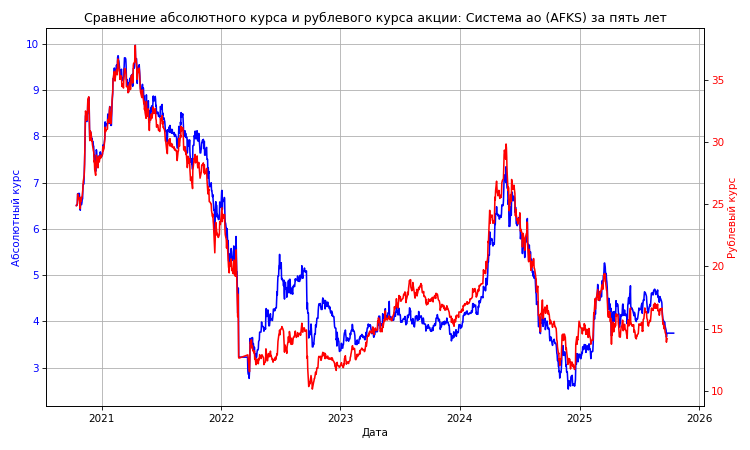 Сравнение абсолютного курса и рублевого курса акции: Система ао (AFKS) за пять лет
Абсолютный курс
10
9
8
7
6
5
4
3
35
30
25
20
15
10
Рублевый курс
2021 2022 2023 2024 2025 2026
Дата